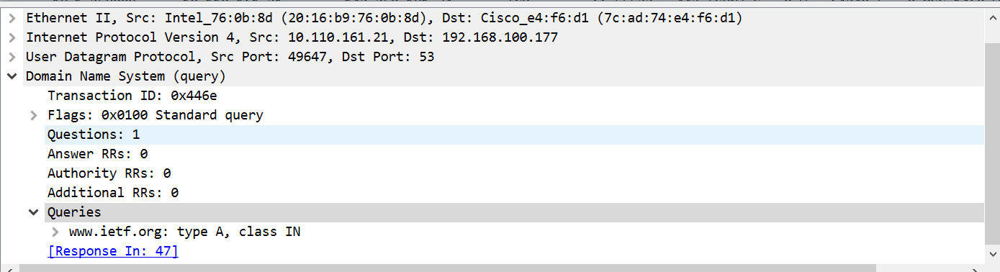 Ethernet II, Src: Intel_76:0b:8d (20:16:b9:76:0b:8d), Dst: Cisco_e4:f6:d1 (7c:ad:74:e4:f6:d1)
Internet Protocol Version 4, Src: 10.110.161.21, Dst: 192.168.100.177
User Datagram Protocol, Src Port: 49647, Dst Port: 53
Domain Name System (query)
Transaction ID: 0x446e
Flags: 0x0100 Standard query
Questions: 1
Answer RRs: 0
Authority RRs: 0
Additional RRs: 0
Queries
www.ietf.org: type A, class IN
[Response In: 47]